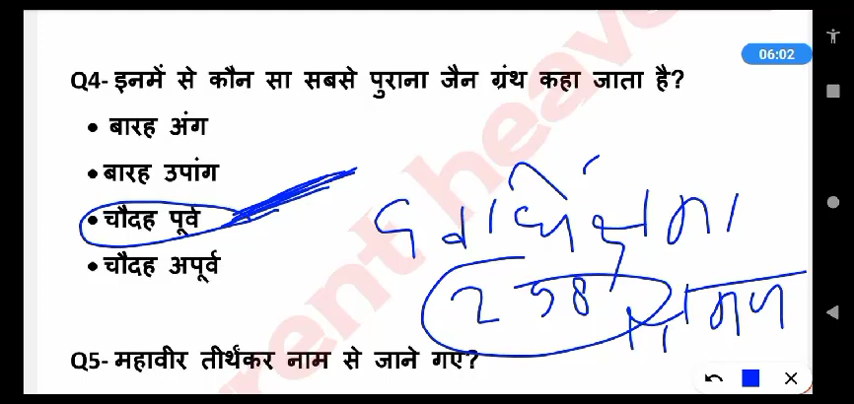 06:02
Q4- इनमें से कौन सा सबसे पुराना जैन ग्रंथ कहा जाता है?
• बारह अंग
• बारह उपांग
• चौदह पूर्व
• चौदह अपूर्व
Q5- महावीर तीर्थंकर नाम से जाने गए?